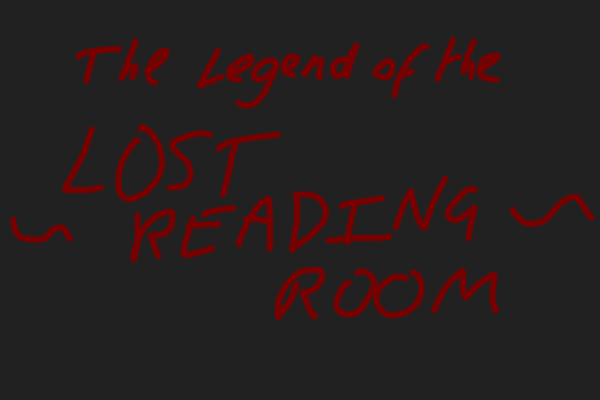 The Legend of the
LOST
~ READING ~
ROOM